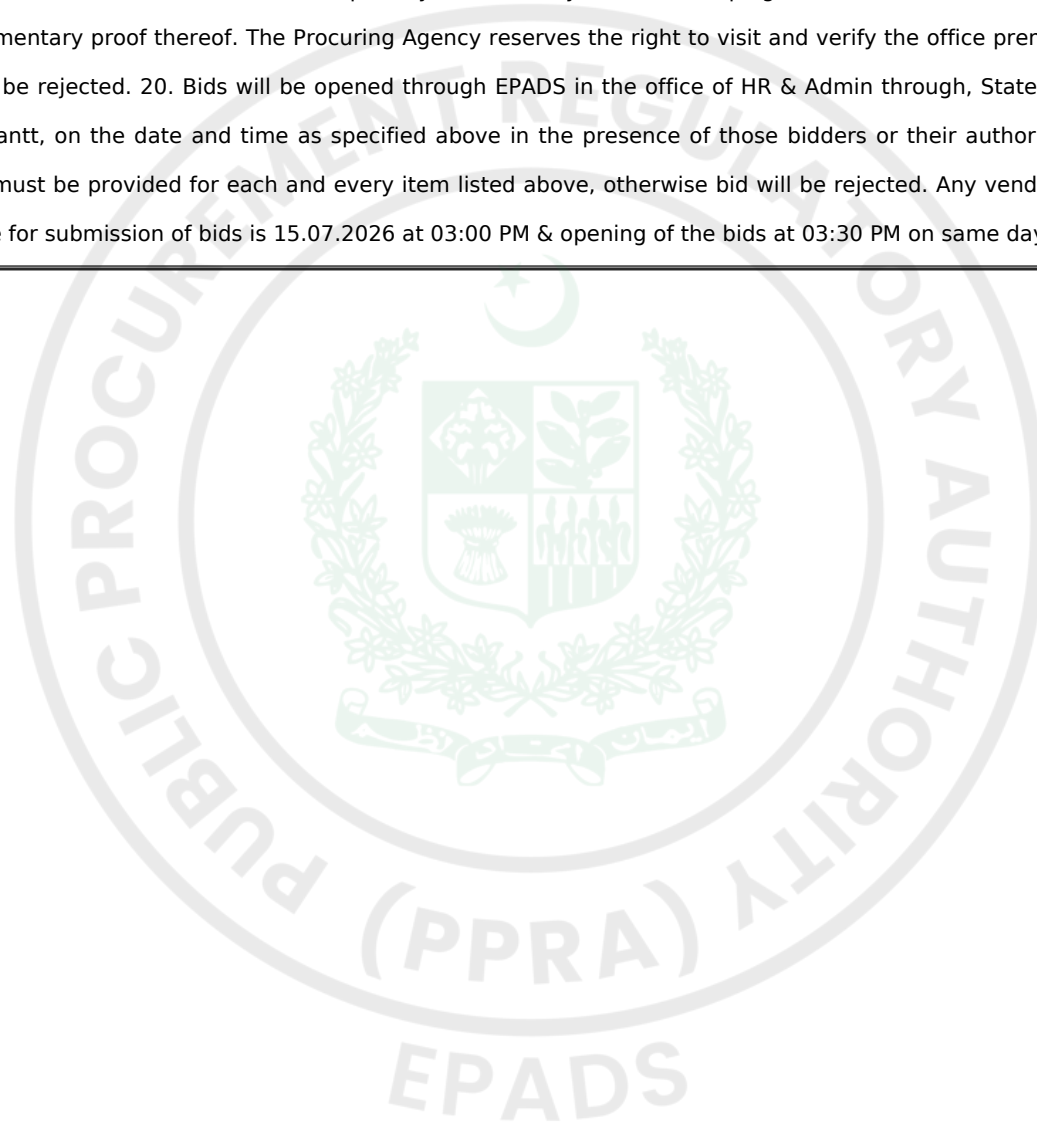 mentary proof thereof. The Procuring Agency reserves the right to visit and verify the office
be rejected. 20. Bids will be opened through EPADS in the office of HR & Admin through, State
antt, on the date and time as specified above in the presence of those bidders or their author
must be provided for each and every item listed above, otherwise bid will be rejected. Any vend
for submission of bids is 15.07.2026 at 03:00 PM & opening of the bids at 03:30 PM on same day
PUBLIC PROCUREMENT REGULATORY AUTHORITY
(PPRA)
EPADS